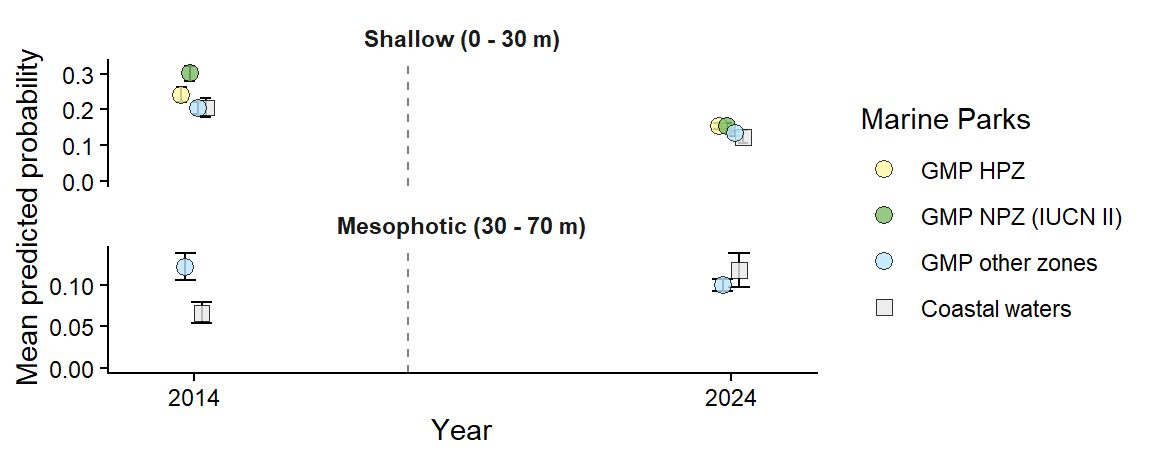 Shallow (0 - 30 m)
Mean predicted probability
0.3
0.2
0.1
0.0
Mesophotic (30 - 70 m)
0.10
0.05
0.00
2014
2024
Year
Marine Parks
GMP HPZ
GMP NPZ (IUCN II)
GMP other zones
Coastal waters